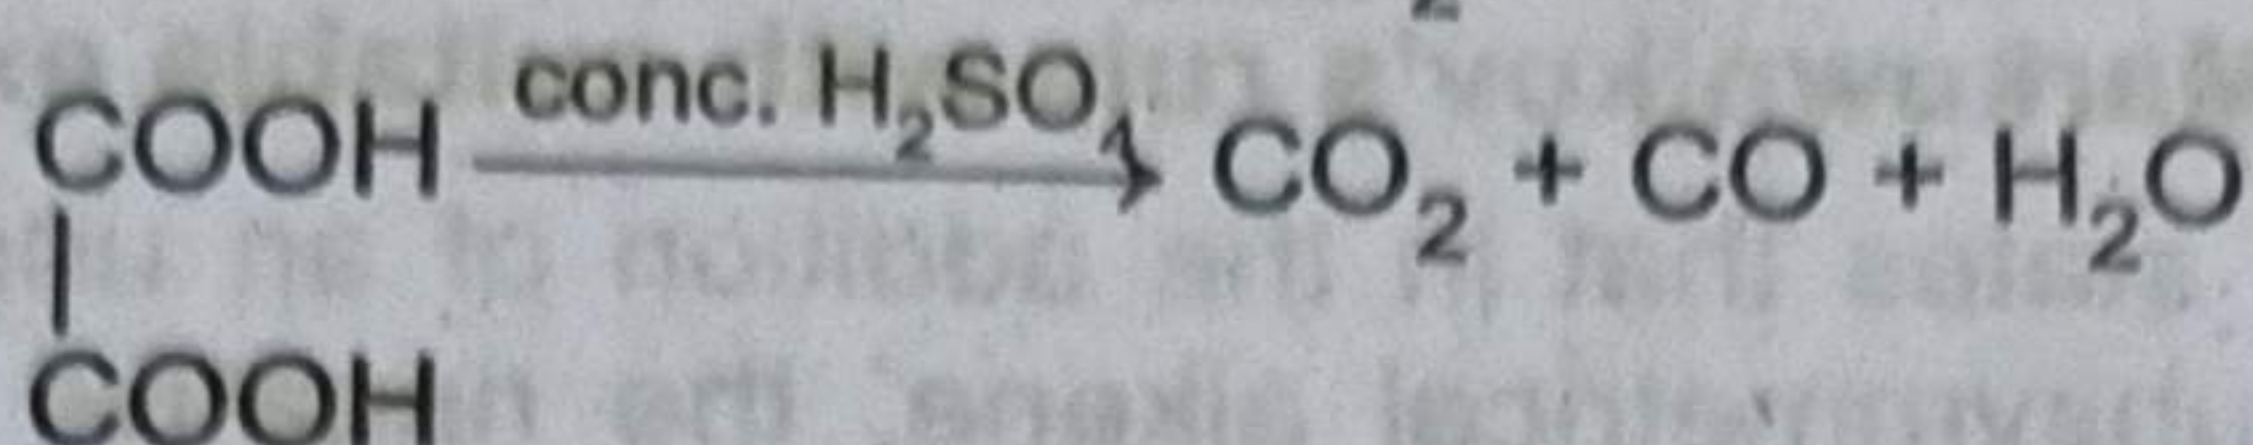 COOH conc. H₂SO₄ → CO₂ + CO + H₂O
|
COOH